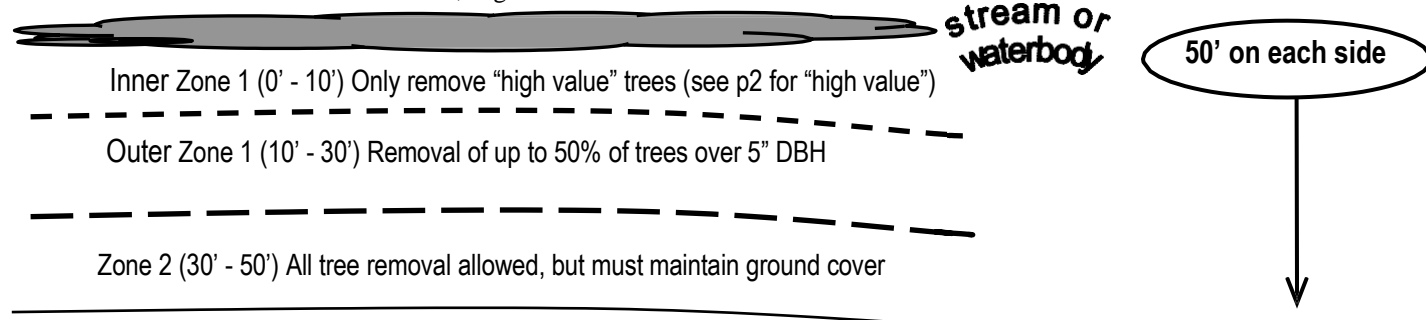 stream or
waterbody
50’ on each side
Inner Zone 1 (0’ - 10’) Only remove “high value” trees (see p2 for “high value”)
Outer Zone 1 (10’ - 30’) Removal of up to 50% of trees over 5” DBH
Zone 2 (30’ - 50’) All tree removal allowed, but must maintain ground cover